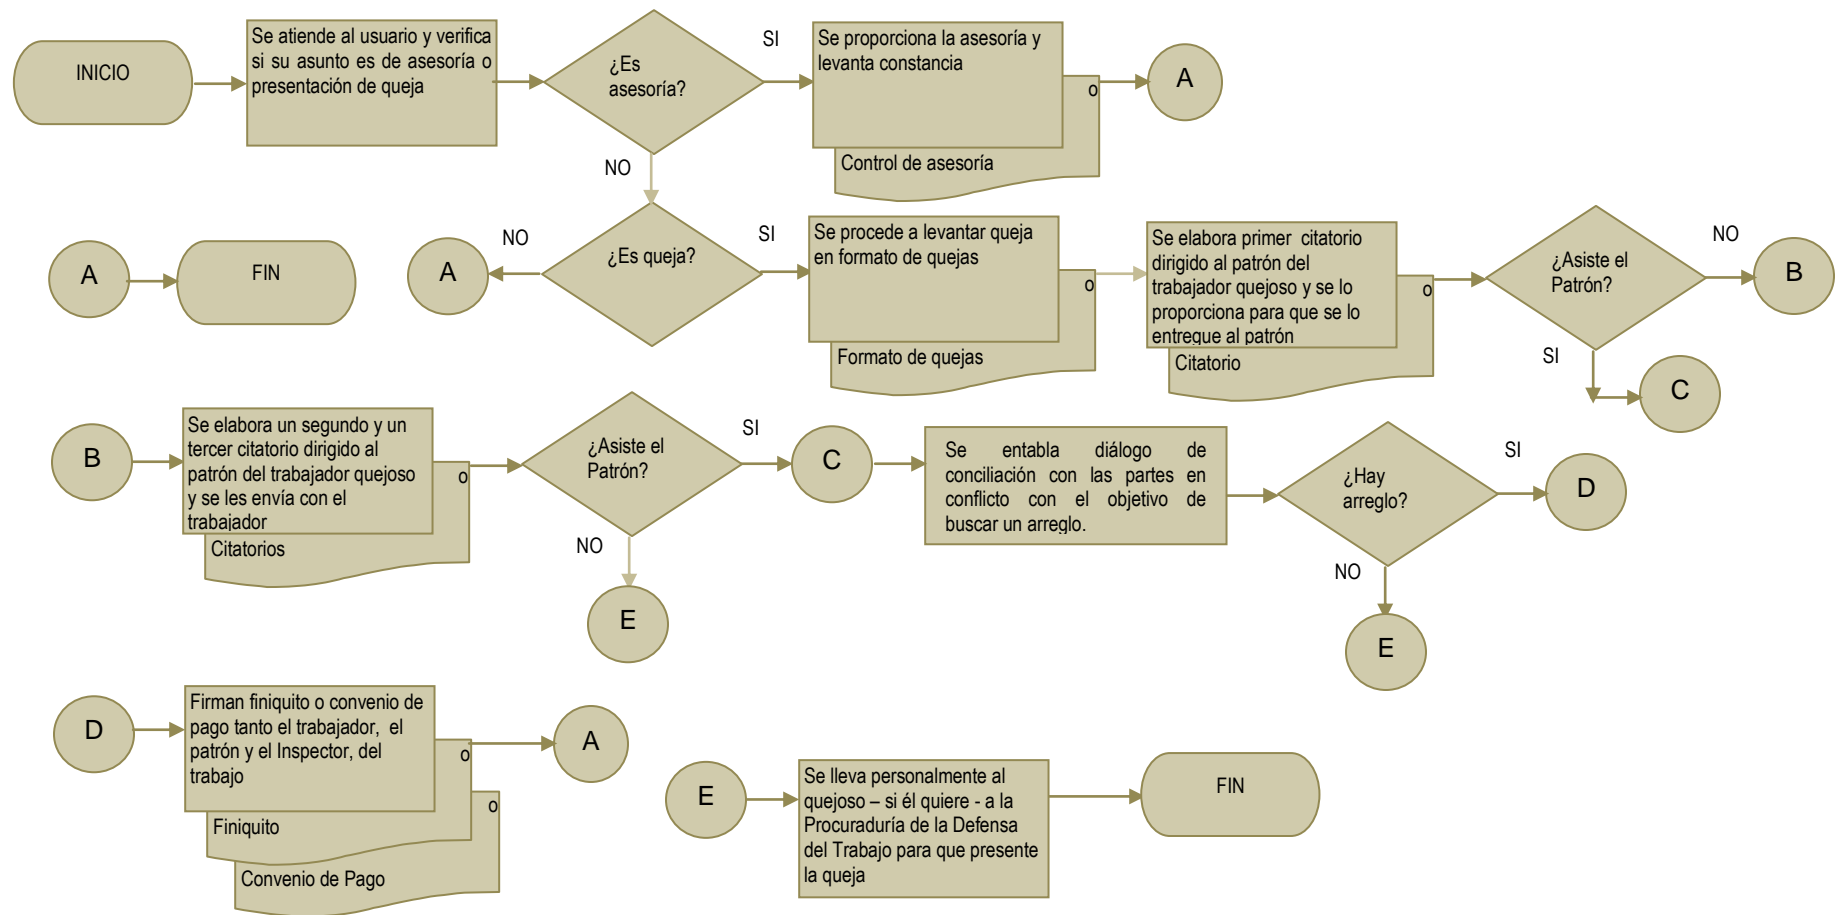 INICIO
Se atiende al usuario y verifica
si su asunto es de asesoría o
presentación de queja
¿Es
asesoría?
SI
Se proporciona la asesoría y
levanta constancia
o
Control de asesoría
A
NO
A
FIN
A
NO
¿Es queja?
SI
Se procede a levantar queja
en formato de quejas
o
Formato de quejas
Se elabora primer citatorio
dirigido al patrón del
trabajador quejoso y se lo
proporciona para que se lo
entregue al patrón
o
Citatorio
¿Asiste el
Patrón?
NO
B
SI
C
B
Se elabora un segundo y un
tercer citatorio dirigido al
patrón del trabajador quejoso
y se les envía con el
trabajador
o
Citatorios
¿Asiste el
Patrón?
SI
C
NO
E
Se entabla diálogo de
conciliación con las partes en
conflicto con el objetivo de
buscar un arreglo.
¿Hay
arreglo?
SI
D
NO
E
D
Firman finiquito o convenio de
pago tanto el trabajador, el
patrón y el Inspector, del
trabajo
o
Finiquito
o
Convenio de Pago
A
E
Se lleva personalmente al
quejoso – si él quiere - a la
Procuraduría de la Defensa
del Trabajo para que presente
la queja
FIN